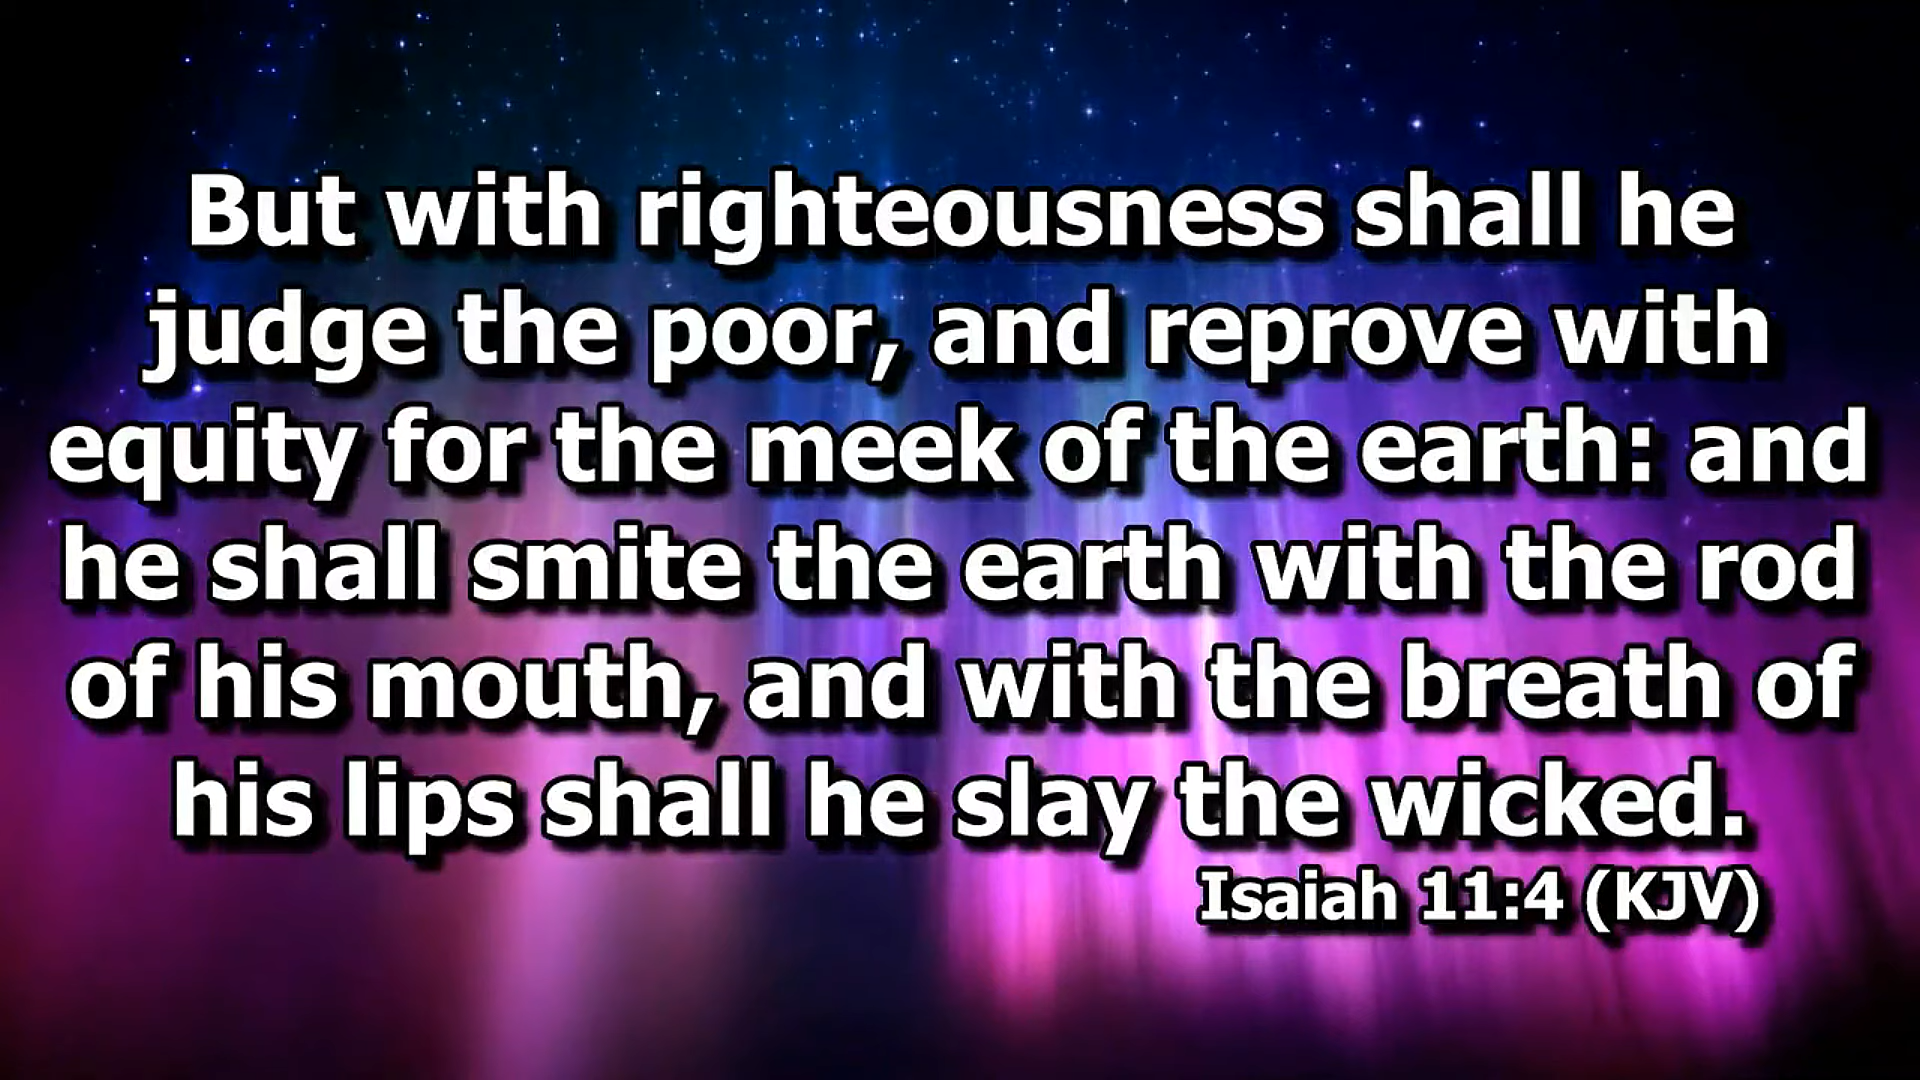 But with righteousness shall he
judge the poor, and reprove with
equity for the meek of the earth: and
he shall smite the earth with the rod
of his mouth, and with the breath of
his lips shall he slay the wicked.
Isaiah 11:4 (KJV)